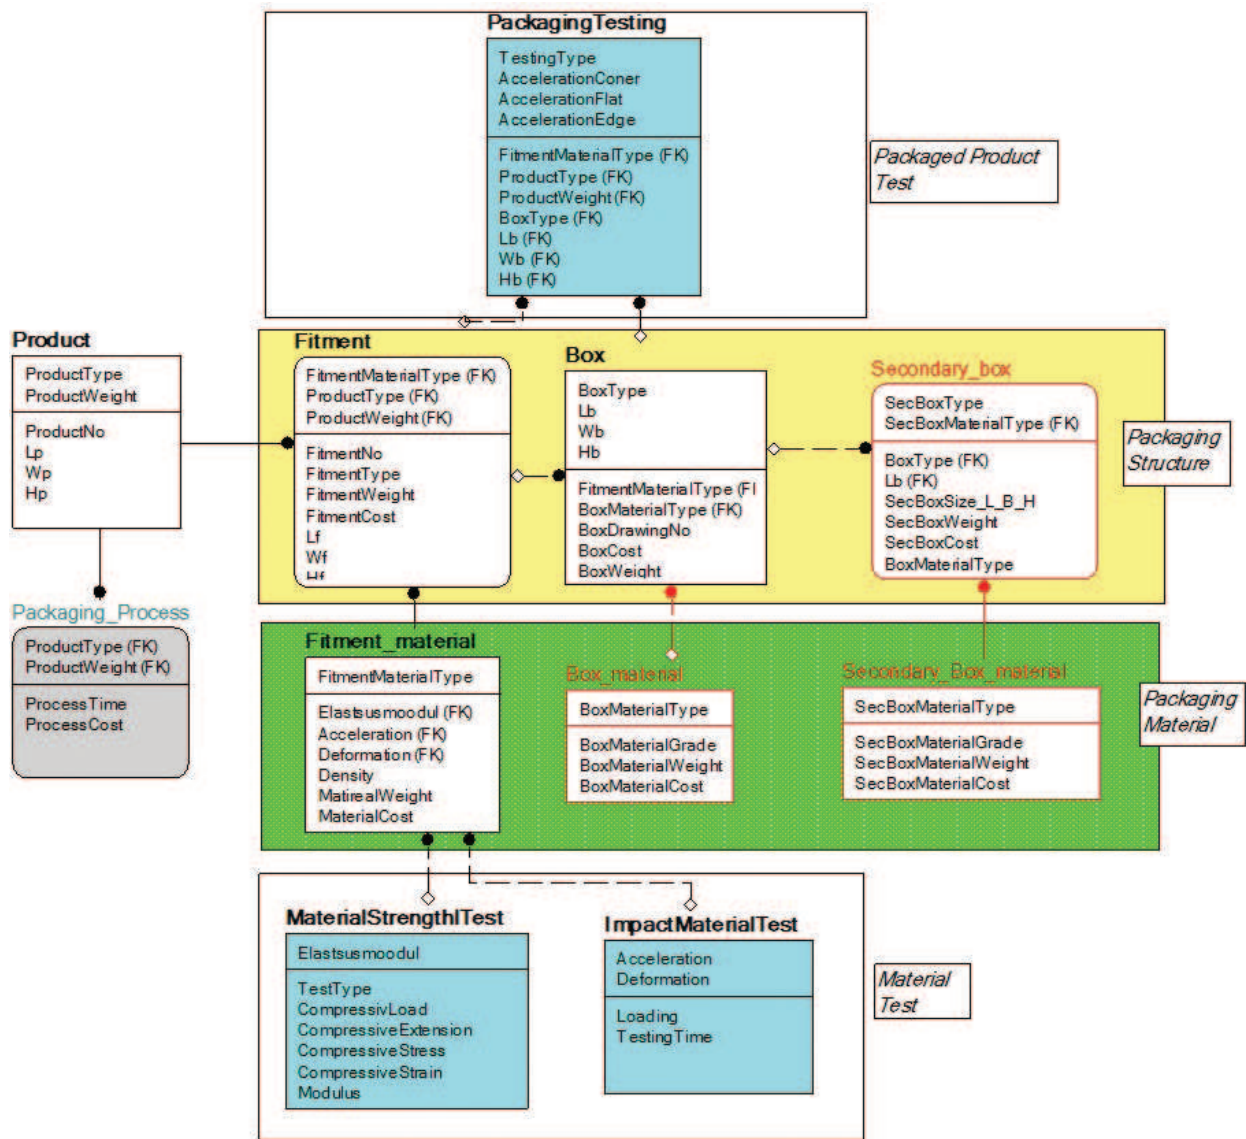 PackagingTesting
TestingType
AccelerationConer
AccelerationFlat
AccelerationEdge
FitmentMaterialType (FK)
ProductType (FK)
ProductWeight (FK)
BoxType (FK)
Lb (FK)
Wb (FK)
Hb (FK)
Packaged Product
Test
Product
ProductType
ProductWeight
ProductNo
Lp
Wp
Hp
Fitment
FitmentMaterialType (FK)
ProductType (FK)
ProductWeight (FK)
FitmentNo
FitmentType
FitmentWeight
FitmentCost
Lf
Wf
Hf
Box
BoxType
Lb
Wb
Hb
FitmentMaterialType (FI
BoxMaterialType (FK)
BoxDrawingNo
BoxCost
BoxWeight
Secondary_box
SecBoxType
SecBoxMaterialType (FK)
BoxType (FK)
Lb (FK)
SecBoxSize_L_B_H
SecBoxWeight
SecBoxCost
BoxMaterialType
Packaging
Structure
Packaging_Process
ProductType (FK)
ProductWeight (FK)
ProcessTime
ProcessCost
Fitment_material
FitmentMaterialType
Elastsusmoodul (FK)
Acceleration (FK)
Deformation (FK)
Density
MatirealWeight
MaterialCost
Box_material
BoxMaterialType
BoxMaterialGrade
BoxMaterialWeight
BoxMaterialCost
Secondary_Box_material
SecBoxMaterialType
SecBoxMaterialGrade
SecBoxMaterialWeight
SecBoxMaterialCost
Packaging
Material
MaterialStrengthlTest
Elastsusmoodul
TestType
CompressivLoad
CompressiveExtension
CompressiveStress
CompressiveStrain
Modulus
ImpactMaterialTest
Acceleration
Deformation
Loading
TestingTime
Material
Test